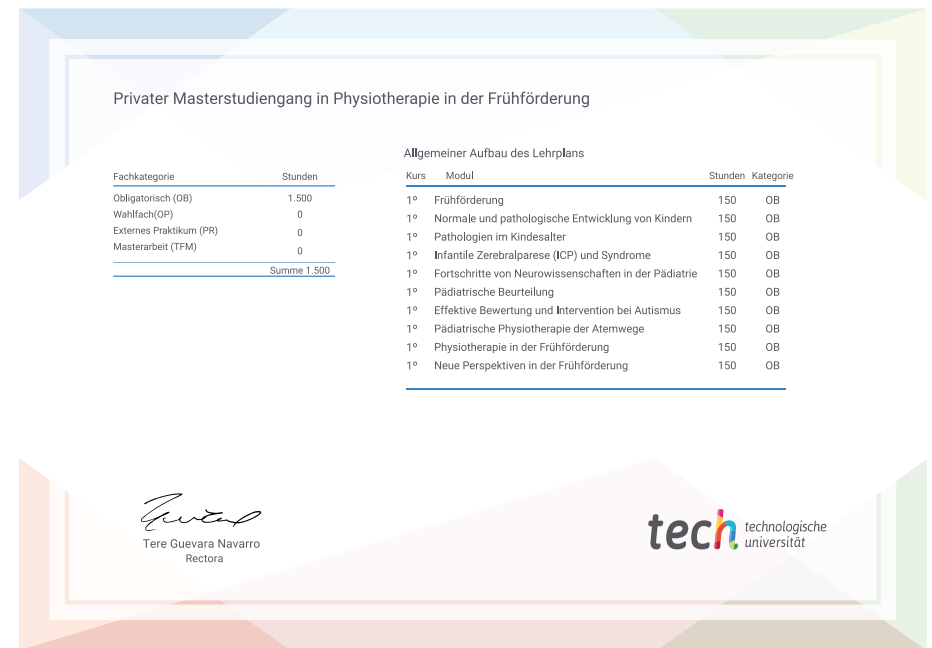 Privater Masterstudiengang in Physiotherapie in der Frühförderung
Fachkategorie Stunden
Obligatorisch (OB) 1.500
Wahlfach(OP) 0
Externes Praktikum (PR) 0
Masterarbeit (TFM) 0
Summe 1.500
Allgemeiner Aufbau des Lehrplans
Kurs Modul Stunden Kategorie
1º Frühförderung 150 OB
1º Normale und pathologische Entwicklung von Kindern 150 OB
1º Pathologien im Kindesalter 150 OB
1º Infantile Zerebralparese (ICP) und Syndrome 150 OB
1º Fortschritte von Neurowissenschaften in der Pädiatrie 150 OB
1º Pädiatrische Beurteilung 150 OB
1º Effektive Bewertung und Intervention bei Autismus 150 OB
1º Pädiatrische Physiotherapie der Atemwege 150 OB
1º Physiotherapie in der Frühförderung 150 OB
1º Neue Perspektiven in der Frühförderung 150 OB
Tere Guevara Navarro
Rectora
tech technologische
universität